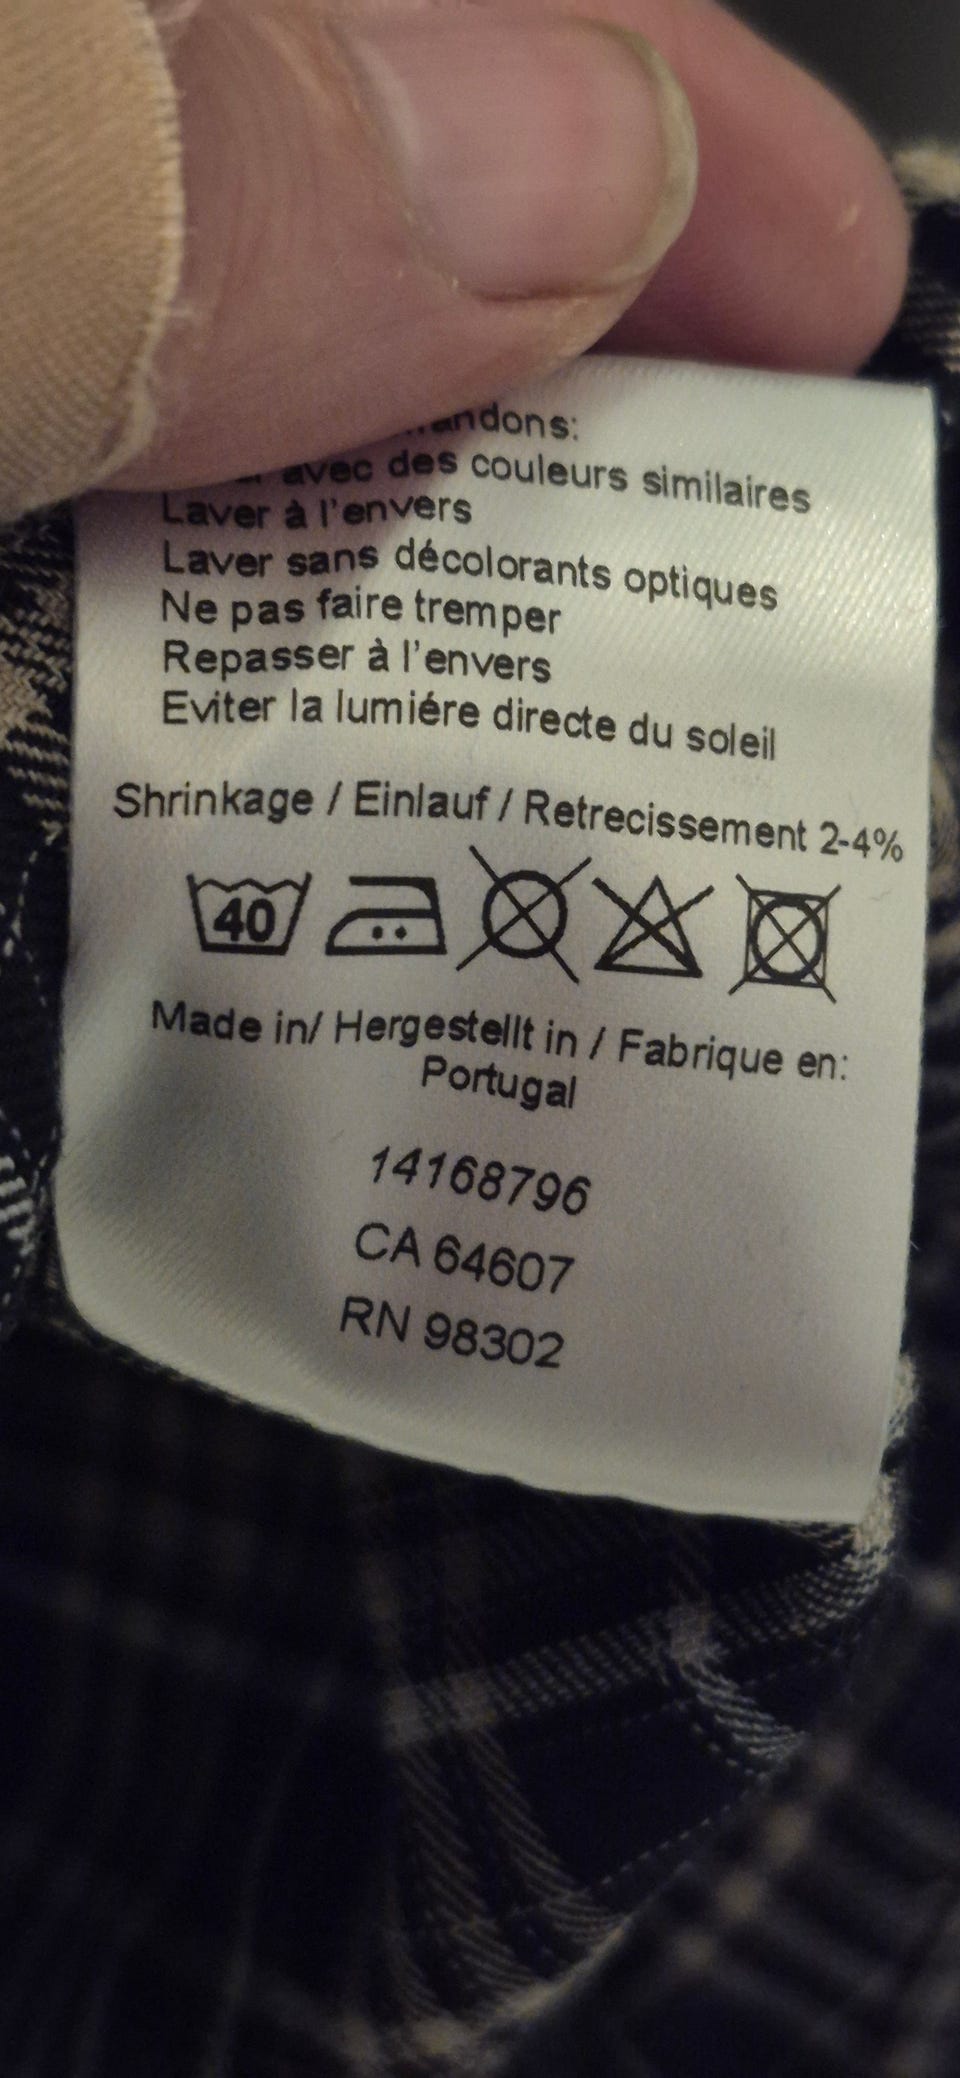 avec des couleurs similaires
Laver à l'envers
Laver sans décolorants optiques
Ne pas faire tremper
Repasser à l'envers
Eviter la lumiére directe du soleil
Shrinkage / Einlauf / Retrecissement 2-4%
40
Made in/ Hergestellt in / Fabrique en:
Portugal
14168796
CA 64607
RN 98302